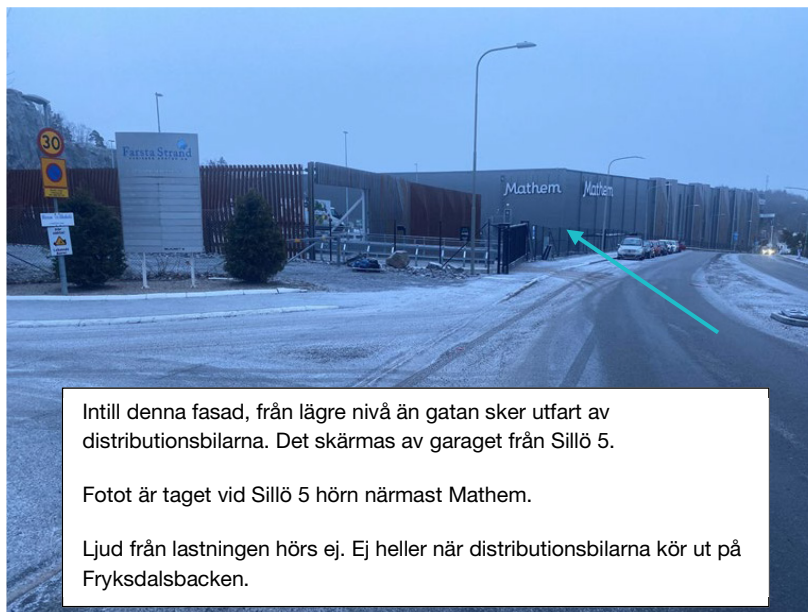 30
Farsta Strand
Mathem
Mathem
Intill denna fasad, från lägre nivå än gatan sker utfart av
distributionsbilarna. Det skärmas av garaget från Sillö 5.
Fotot är taget vid Sillö 5 hörn närmast Mathem.
Ljud från lastningen hörs ej. Ej heller när distributionsbilarna kör ut på
Fryksdalsbacken.